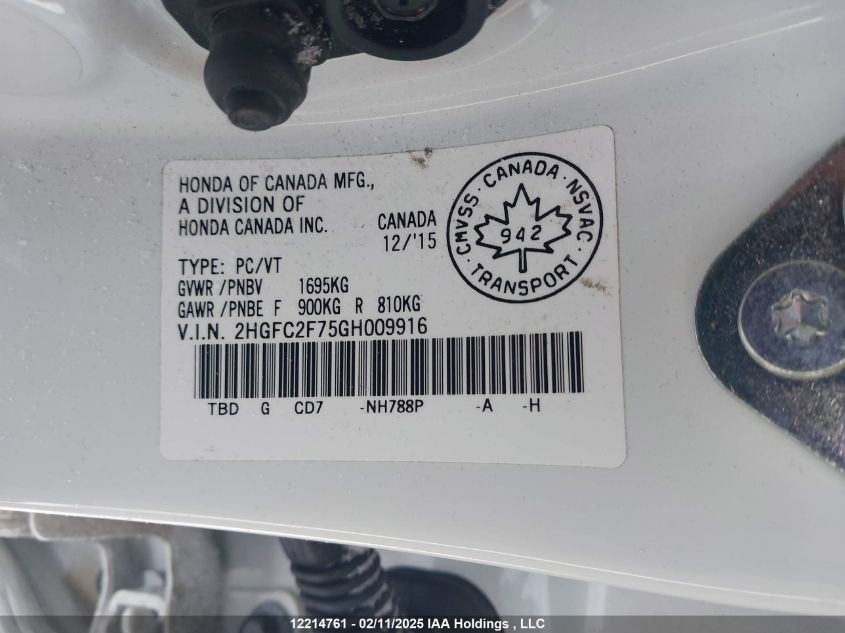 HONDA OF CANADA MFG.,
A DIVISION OF
HONDA CANADA INC.
CANADA
12/'15
TYPE: PC/VT
GVWR/PNBV 1695KG
GAWR/PNBE F 900KG R 810KG
V.I.N. 2HGFC2F75GH009916
TBD G CD7 -NH788P -A -H
CMVSS · CANADA · NSVAC
942
· TRANSPORT ·
12214761 - 02/11/2025 IAA Holdings , LLC